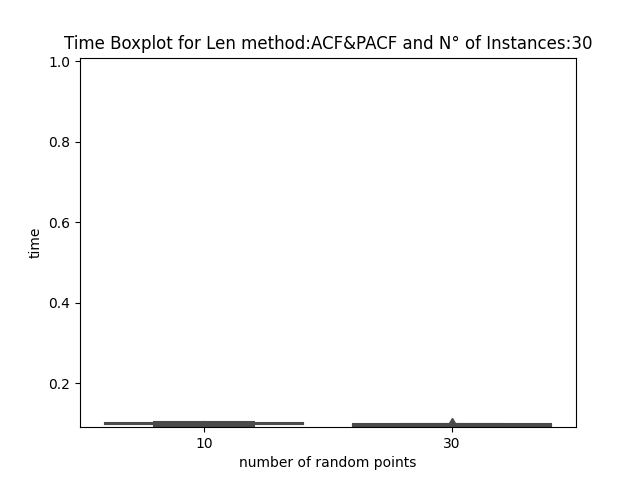 Time Boxplot for Len method:ACF&PACF and N° of Instances:30
1.0
0.8
0.6
0.4
0.2
time
10 30
number of random points